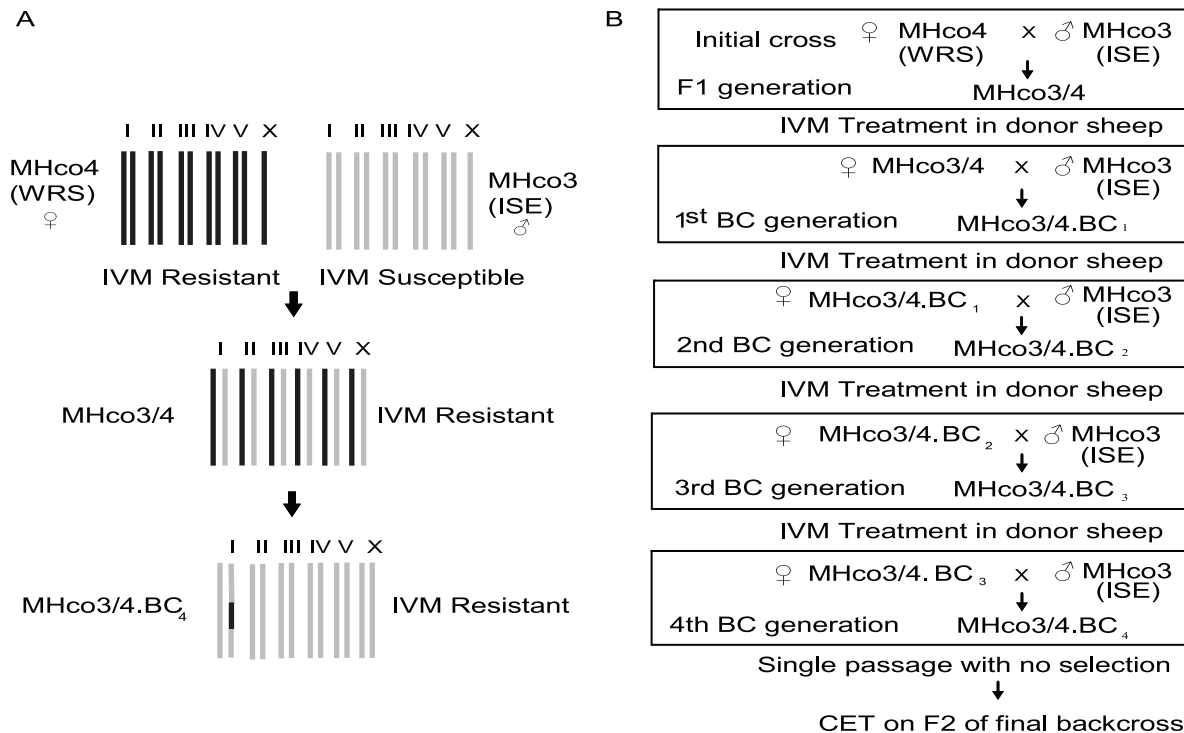 A
I II III IV V X
MHco4
(WRS)
♀
I II III IV V X
MHco3
(ISE)
♂
IVM Resistant
IVM Susceptible
I II III IV V X
MHco3/4
IVM Resistant
I II III IV V X
MHco3/4.BC₄
IVM Resistant
B
Initial cross ♀ MHco4 x ♂ MHco3
(WRS) (ISE)
F1 generation MHco3/4
IVM Treatment in donor sheep
♀ MHco3/4 x ♂ MHco3
(ISE)
1st BC generation MHco3/4.BC₁
IVM Treatment in donor sheep
♀ MHco3/4.BC₁ x ♂ MHco3
(ISE)
2nd BC generation MHco3/4.BC₂
IVM Treatment in donor sheep
♀ MHco3/4.BC₂ x ♂ MHco3
(ISE)
3rd BC generation MHco3/4.BC₃
IVM Treatment in donor sheep
♀ MHco3/4.BC₃ x ♂ MHco3
(ISE)
4th BC generation MHco3/4.BC₄
Single passage with no selection
CET on F2 of final backcross